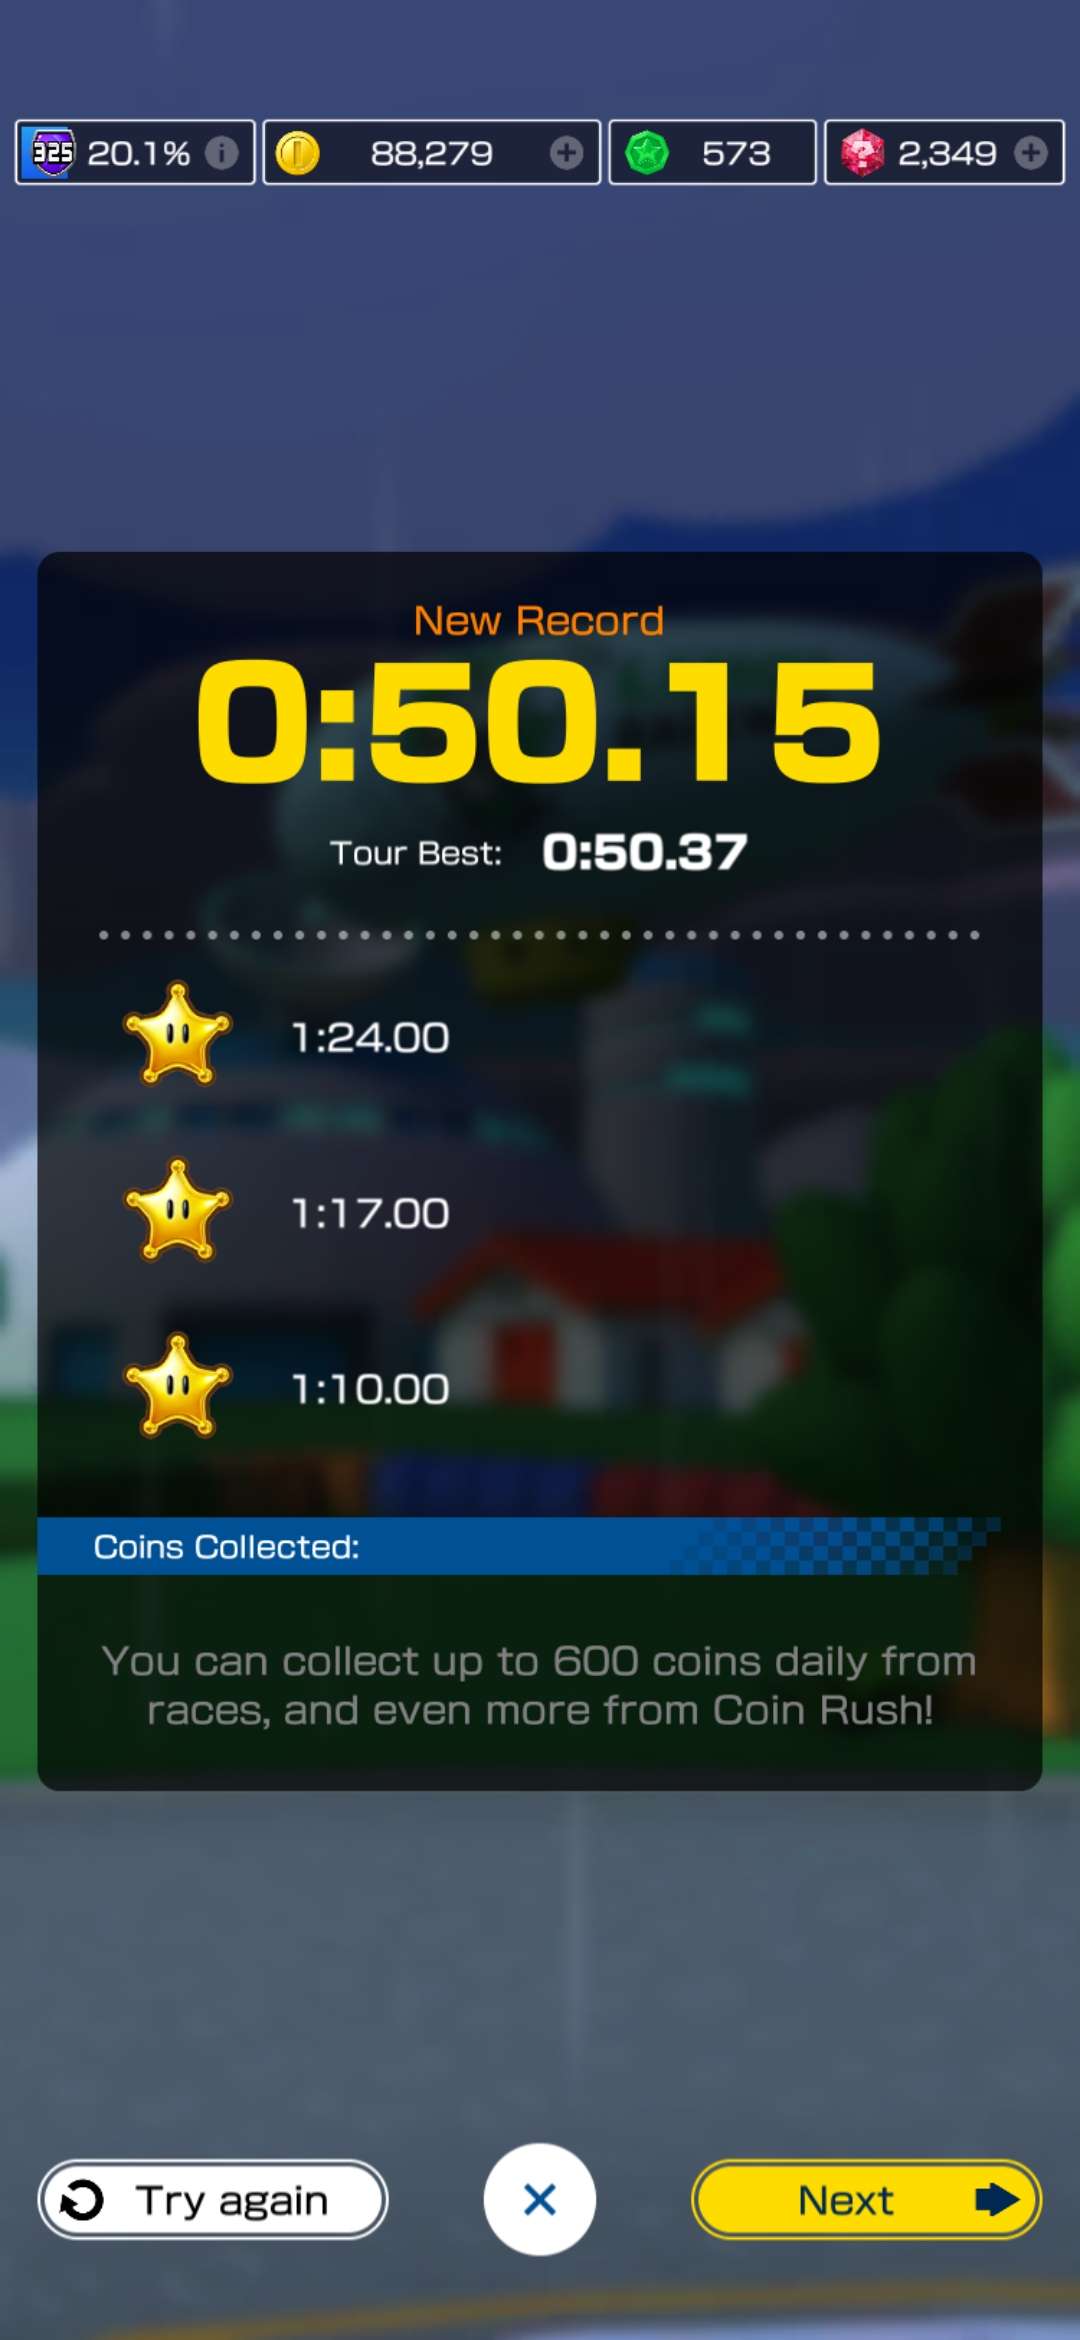 325 20.1% i 88,279 + 573 ? 2,349 +
New Record
0:50.15
Tour Best: 0:50.37
1:24.00
1:17.00
1:10.00
Coins Collected:
You can collect up to 600 coins daily from
races, and even more from Coin Rush!
Try again × Next